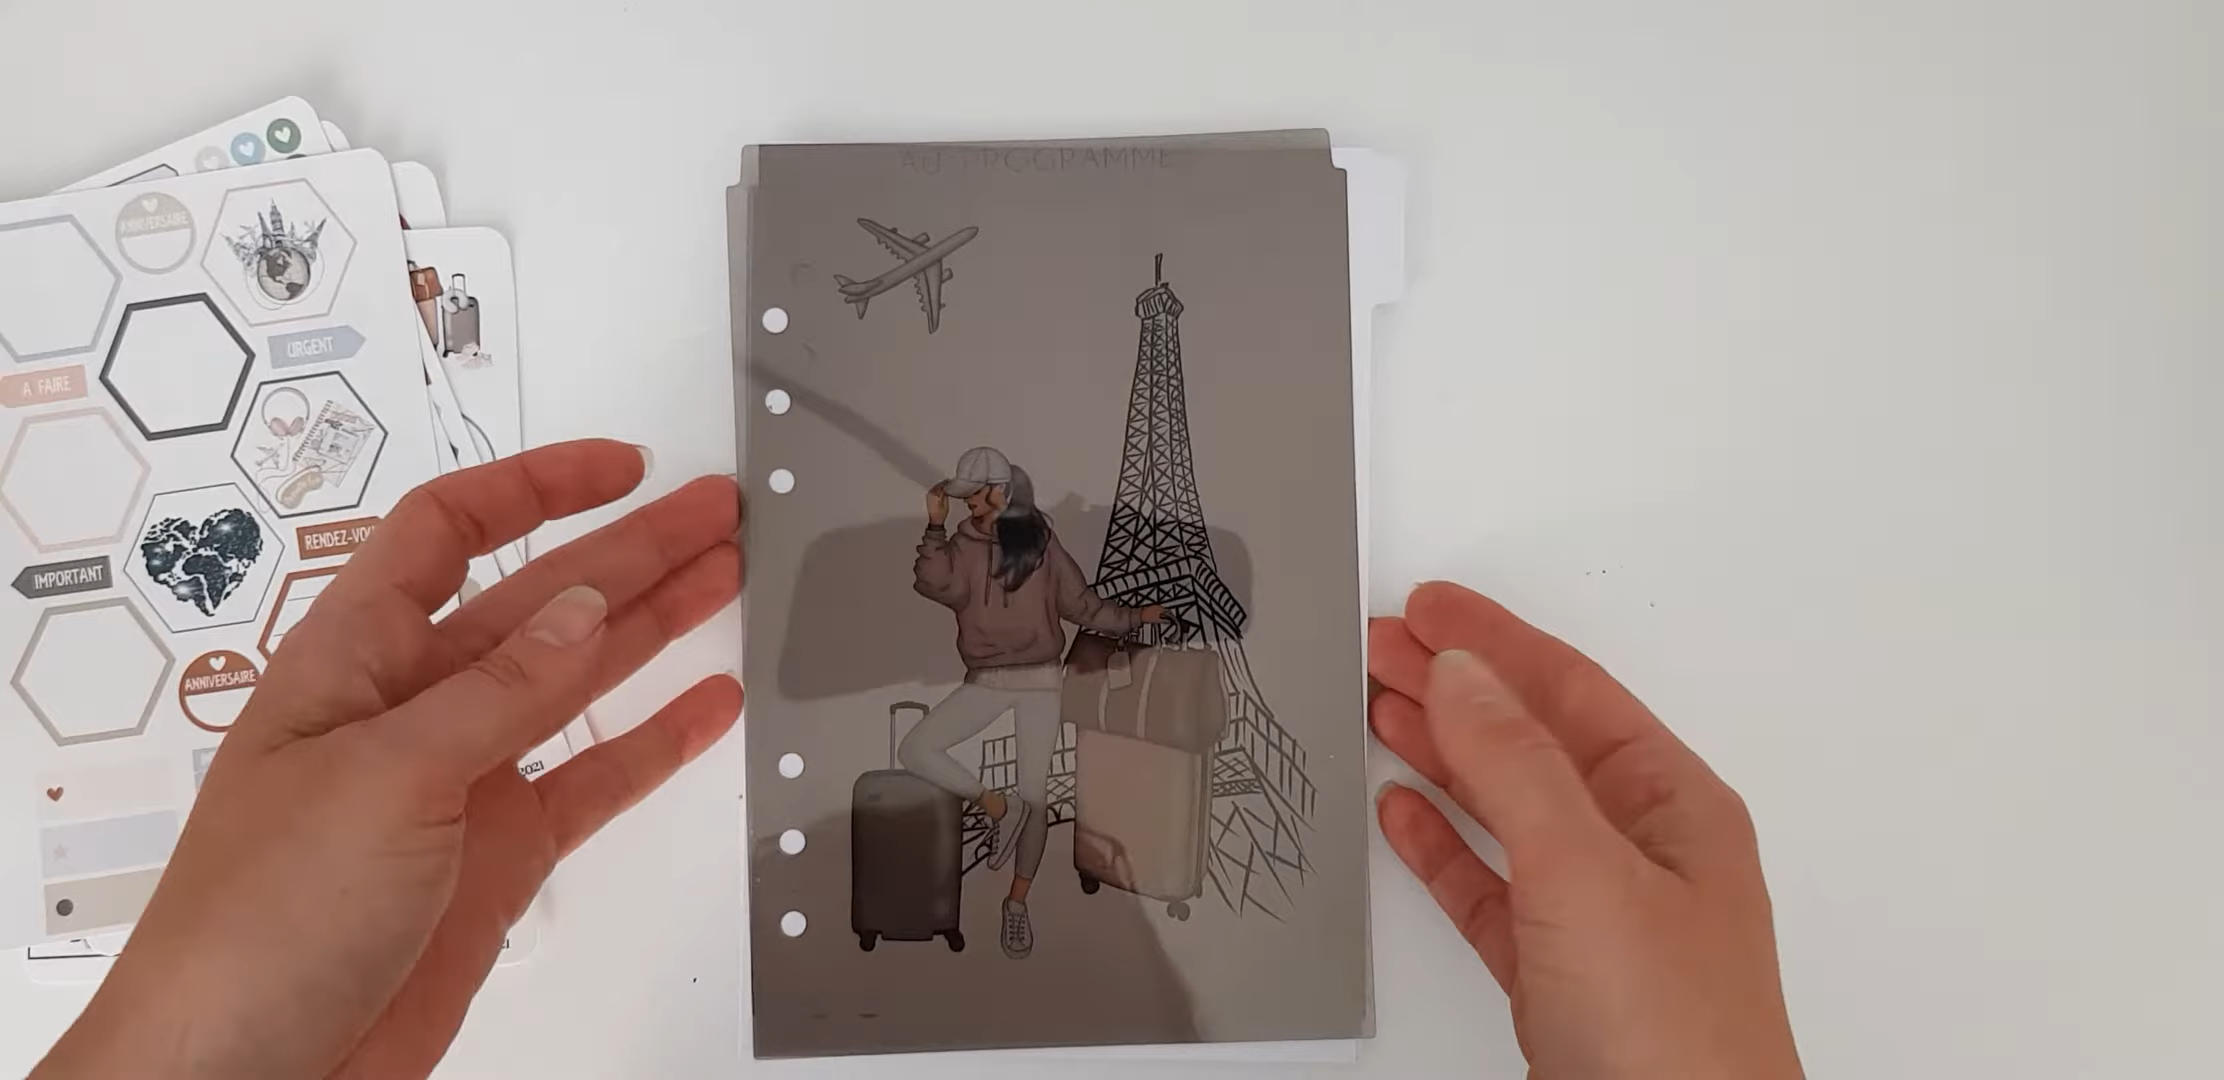 AU PROGRAMME
ANNIVERSAIRE
URGENT
A FAIRE
IMPORTANT
ANNIVERSAIRE
2021